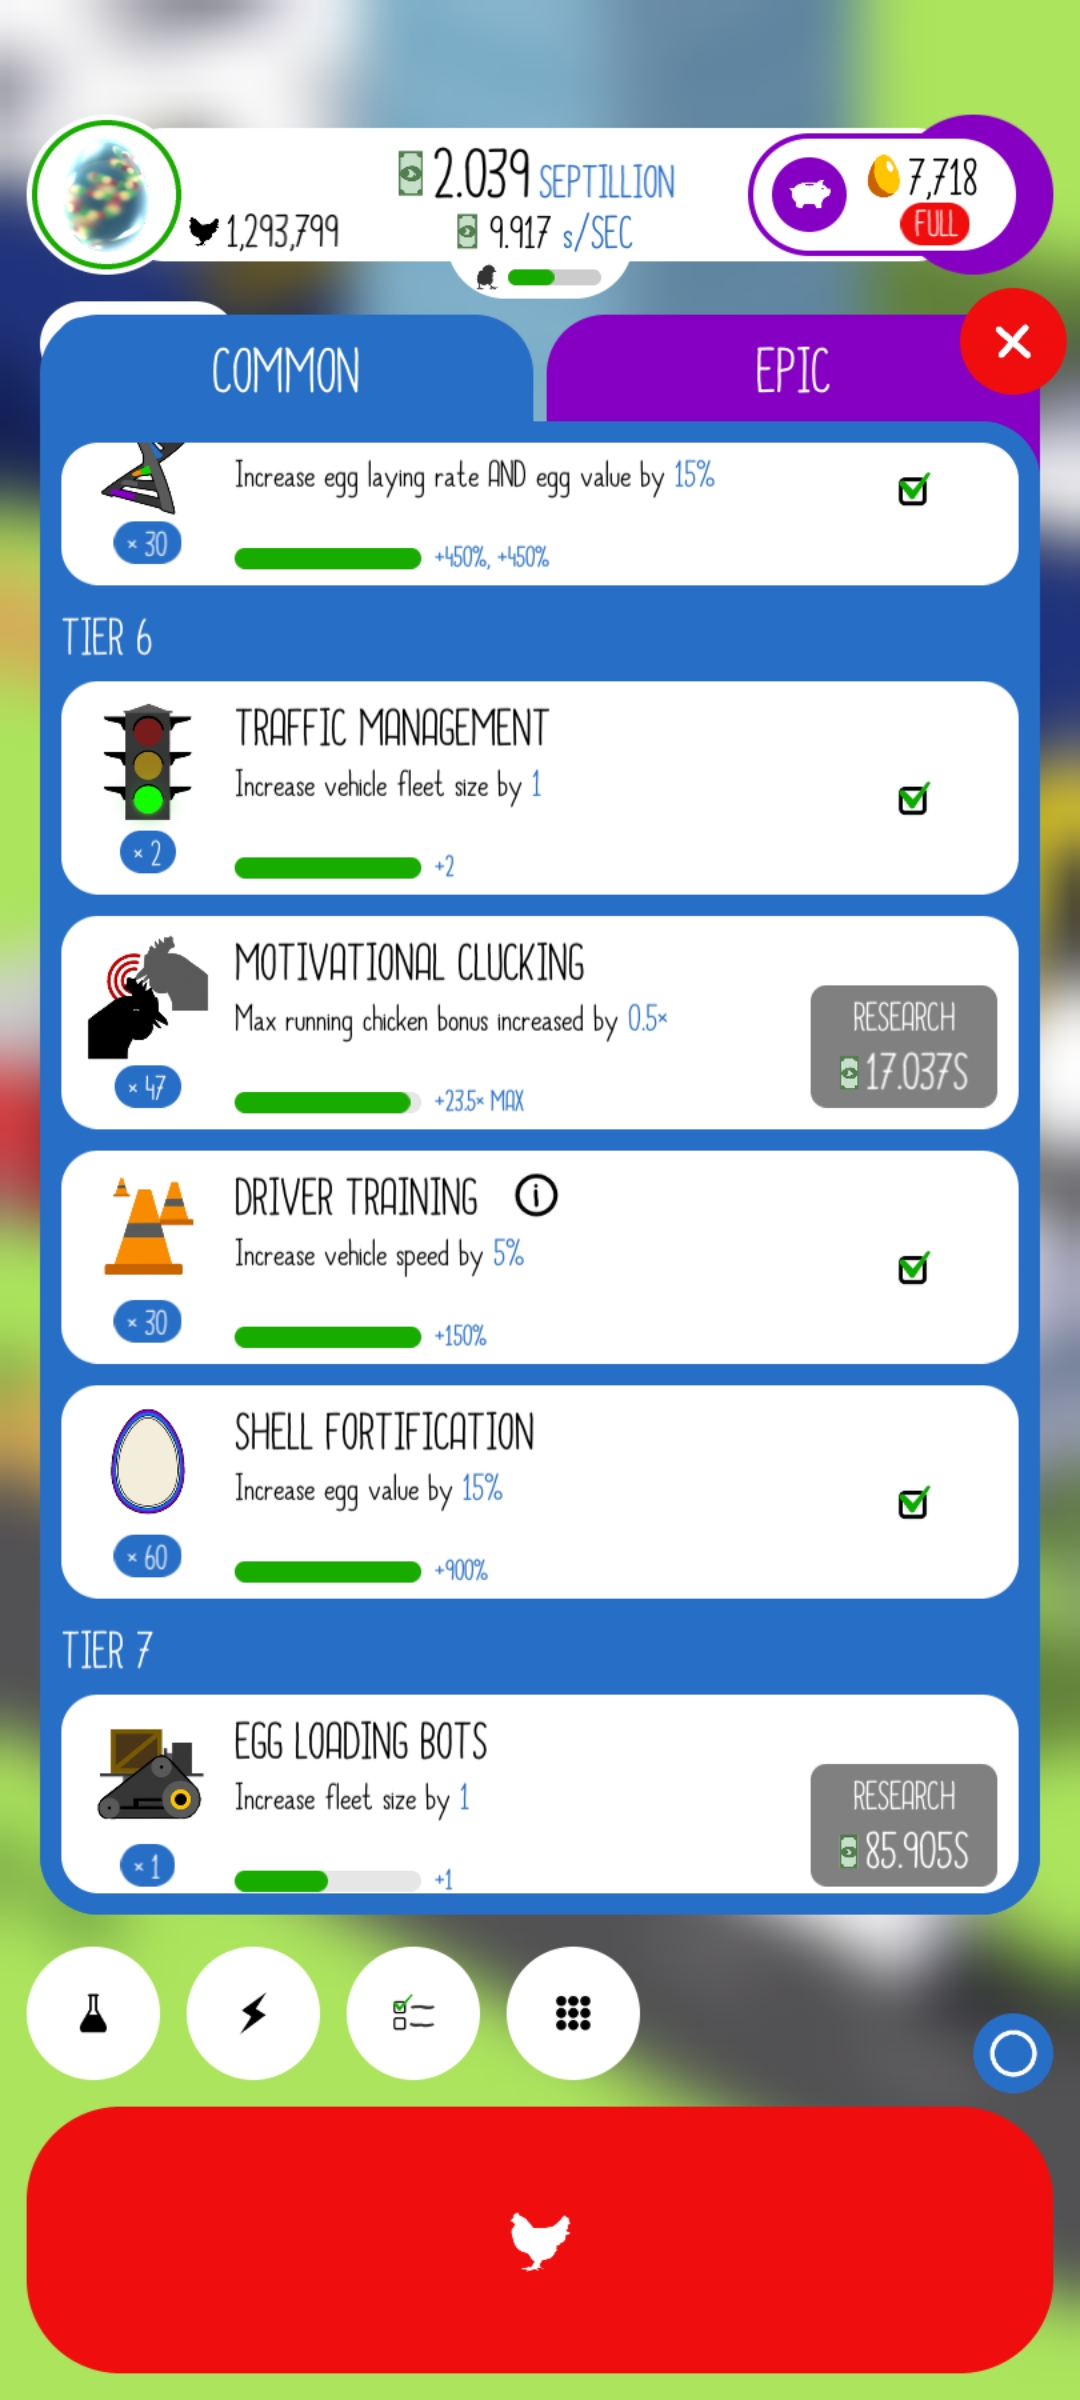 2.039 SEPTILLION
1,293,799
9.917 s/SEC
7,718
FULL
COMMON
EPIC
Increase egg laying rate AND egg value by 15%
× 30
+450%, +450%
TIER 6
TRAFFIC MANAGEMENT
Increase vehicle fleet size by 1
× 2
+2
MOTIVATIONAL CLUCKING
Max running chicken bonus increased by 0.5×
RESEARCH
17.037S
× 47
+23.5× MAX
DRIVER TRAINING i
Increase vehicle speed by 5%
× 30
+150%
SHELL FORTIFICATION
Increase egg value by 15%
× 60
+900%
TIER 7
EGG LOADING BOTS
Increase fleet size by 1
RESEARCH
85.905S
× 1
+1